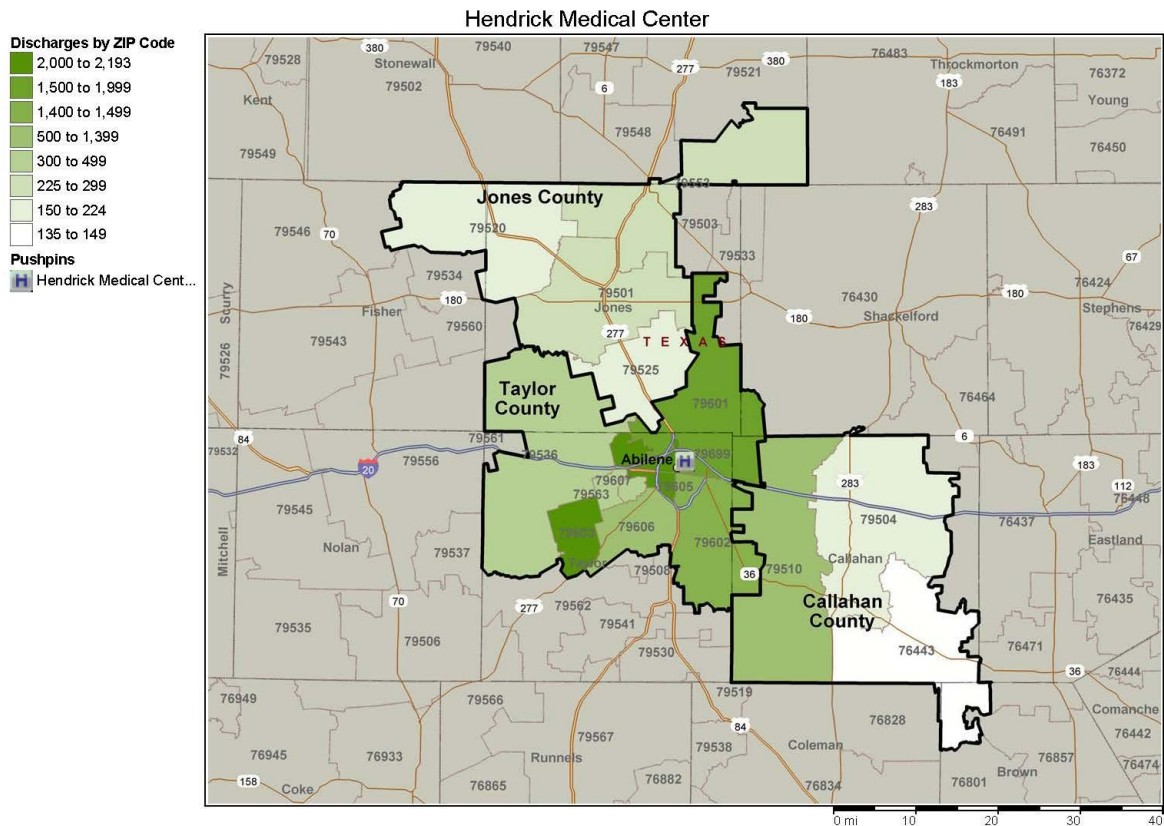 Hendrick Medical Center
Discharges by ZIP Code
2,000 to 2,193
1,500 to 1,999
1,400 to 1,499
500 to 1,399
300 to 499
225 to 299
150 to 224
135 to 149
Pushpins
H Hendrick Medical Cent...
380 79540 79547 76483
79528 Stonewall 277 79521 380 Throckmorton 76372
79502 6 183 Young
Kent
79548 76491
79549 76450
79553
Jones County 283
79546 70 79520 79503
79533 67
79534 76424
Scurry 180 79501 76430 180
Fisher Jones 180 Shackelford Stephens
79560 277 76429
79543 T E X A S
79526 79525
Taylor
County 79601 76464
84 79561 6
79532 79556 79536 Abilene H 79699 183
20 79607 79605 283 112
79563 76448
79545 79606 79504 76437
79603 79602 Eastland
Mitchell Nolan 79537 Taylor 79508 79510 Callahan
36
70 277 79562 Callahan
County 76435
79535 79506 79541 76471
79530 76443 36 76444
76949 79566 79519 Comanche
84 76828 76442
76945 76933 79567 79538 Coleman 76857
Runnels 76474
158 Coke 76865 76882 76834 76801 Brown
0 mi 10 20 30 40